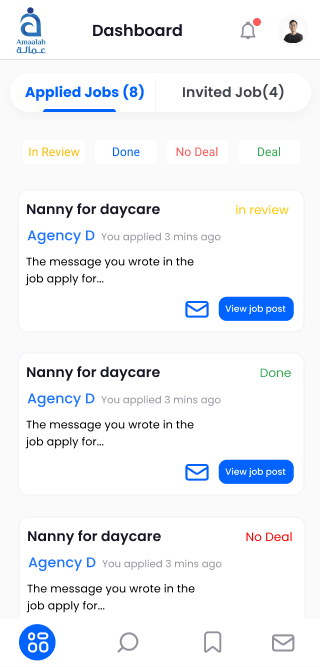 Amaalah
عمالة
Dashboard
Applied Jobs (8)
Invited Job(4)
In Review
Done
No Deal
Deal
Nanny for daycare
in review
Agency D You applied 3 mins ago
The message you wrote in the
job apply for...
View job post
Nanny for daycare
Done
Agency D You applied 3 mins ago
The message you wrote in the
job apply for...
View job post
Nanny for daycare
No Deal
Agency D You applied 3 mins ago
The message you wrote in the
job apply for...